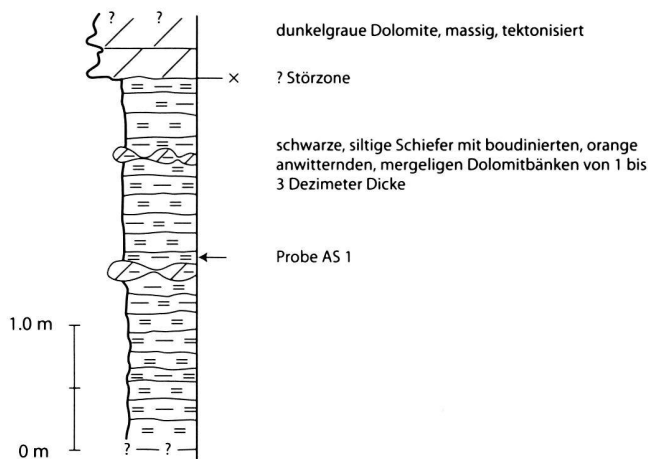 ? ?
dunkelgraue Dolomite, massig, tektonisiert
× ? Störzone
schwarze, siltige Schiefer mit boudinierten, orange
anwitternden, mergeligen Dolomitbänken von 1 bis
3 Dezimeter Dicke
Probe AS 1
1.0 m
0 m
? ?